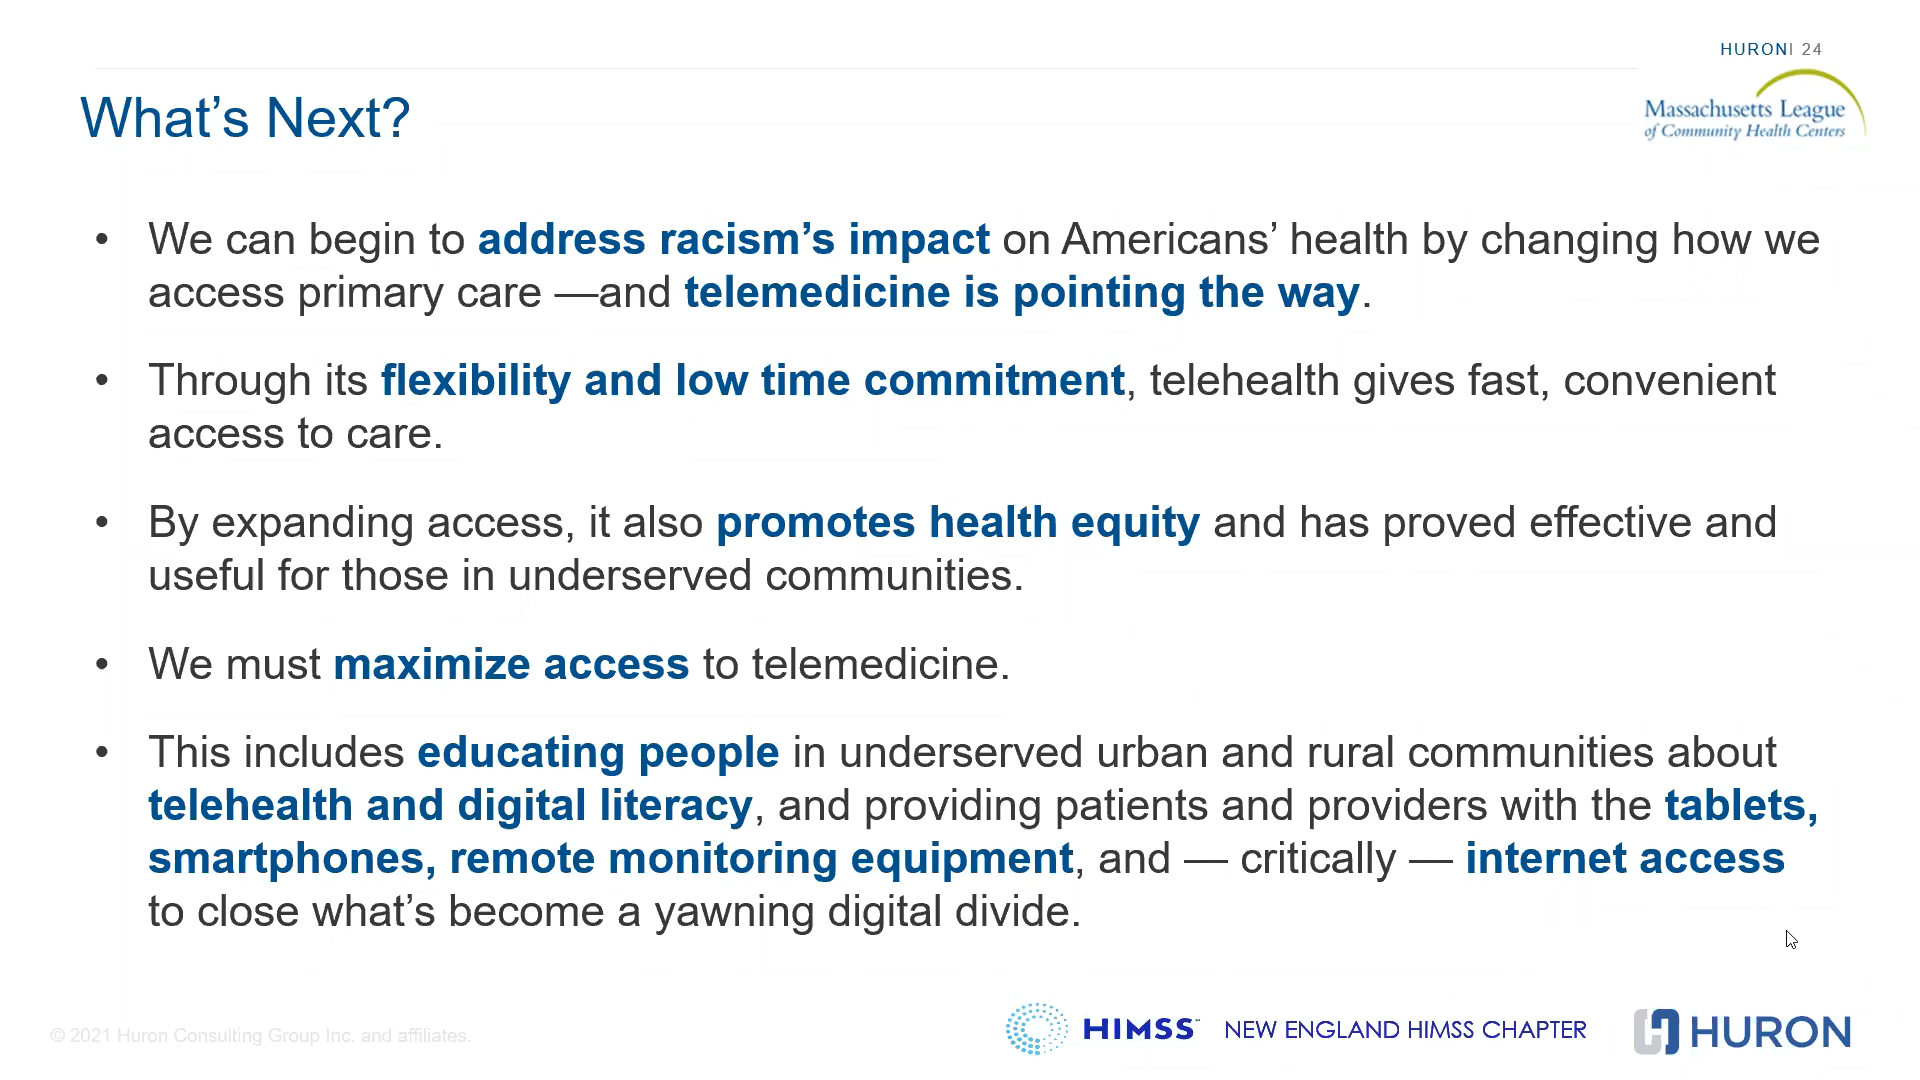 HURON| 24
Massachusetts League
of Community Health Centers
What’s Next?
• We can begin to address racism’s impact on Americans’ health by changing how we
access primary care —and telemedicine is pointing the way.
• Through its flexibility and low time commitment, telehealth gives fast, convenient
access to care.
• By expanding access, it also promotes health equity and has proved effective and
useful for those in underserved communities.
• We must maximize access to telemedicine.
• This includes educating people in underserved urban and rural communities about
telehealth and digital literacy, and providing patients and providers with the tablets,
smartphones, remote monitoring equipment, and — critically — internet access
to close what’s become a yawning digital divide.
© 2021 Huron Consulting Group Inc. and affiliates.
HIMSS™ NEW ENGLAND HIMSS CHAPTER
HURON